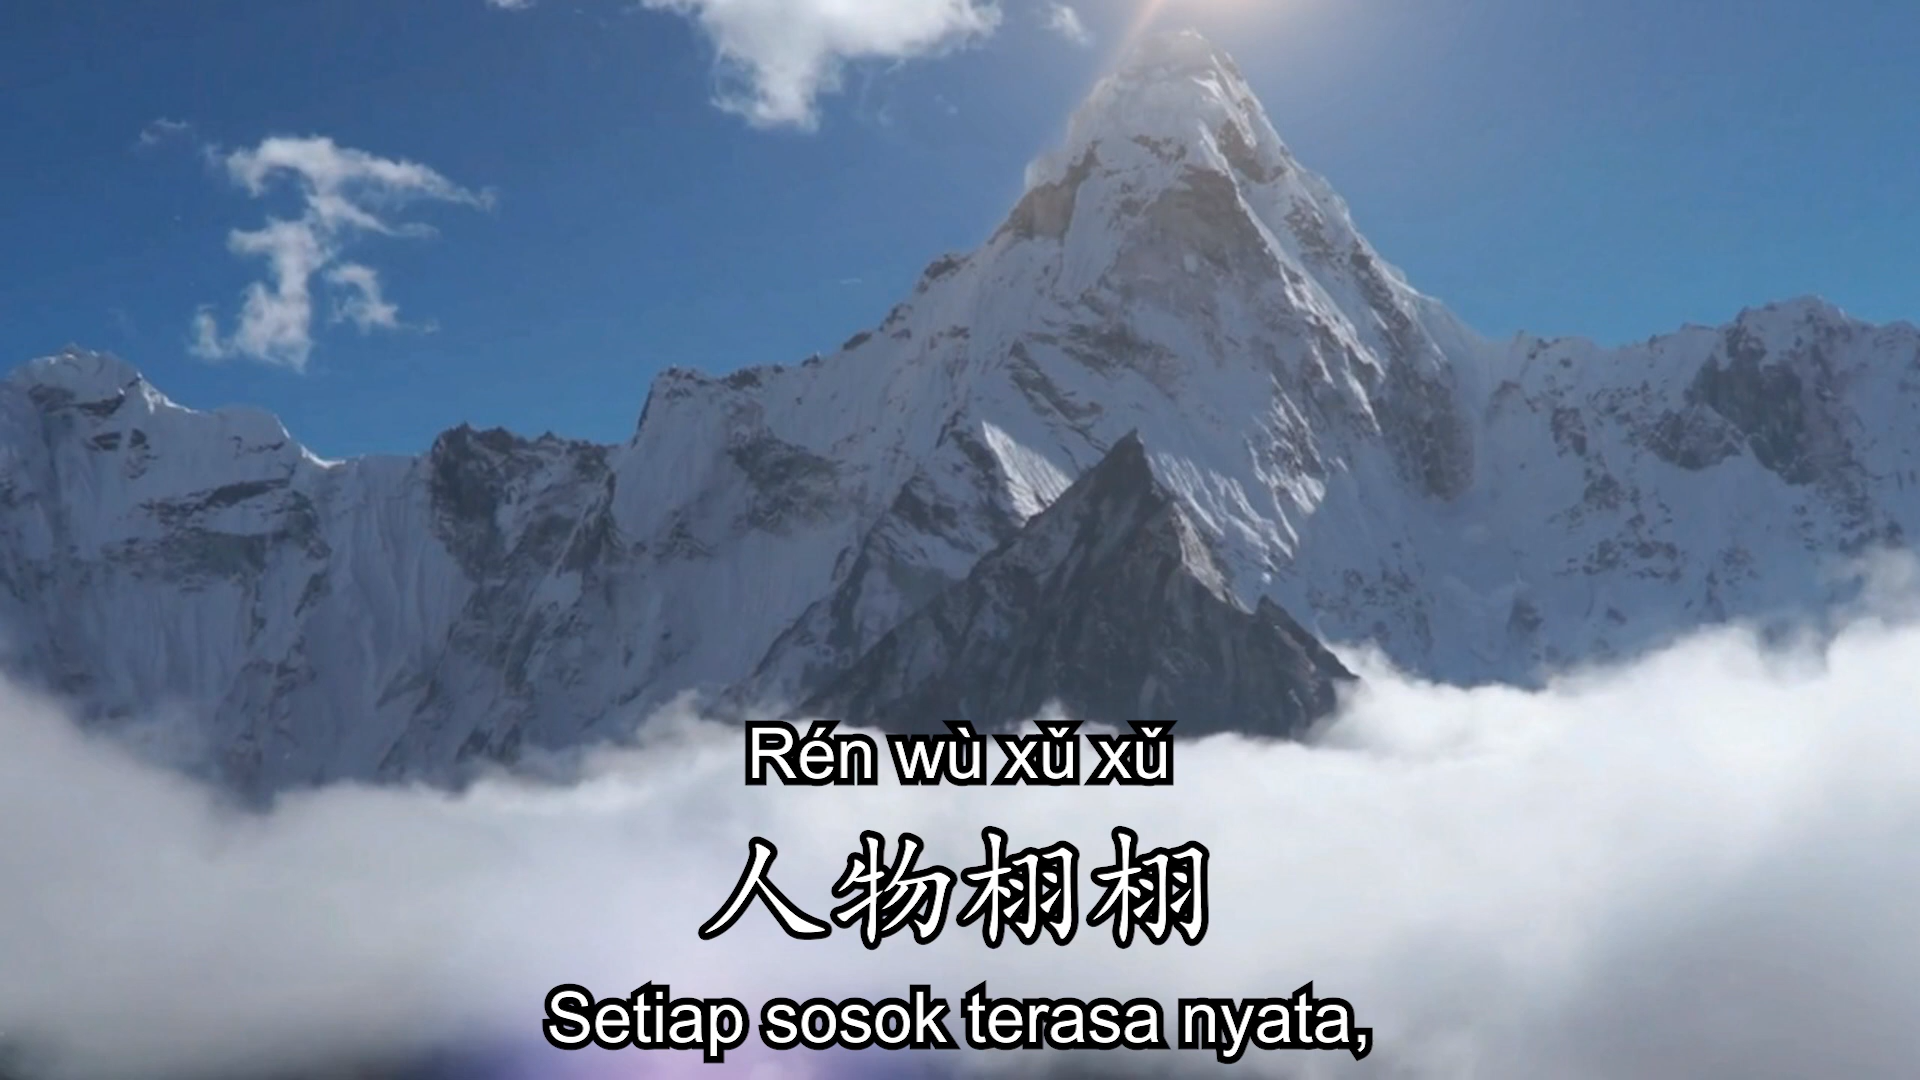 Rén wù xǔ xǔ
人物栩栩
Setiap sosok terasa nyata,